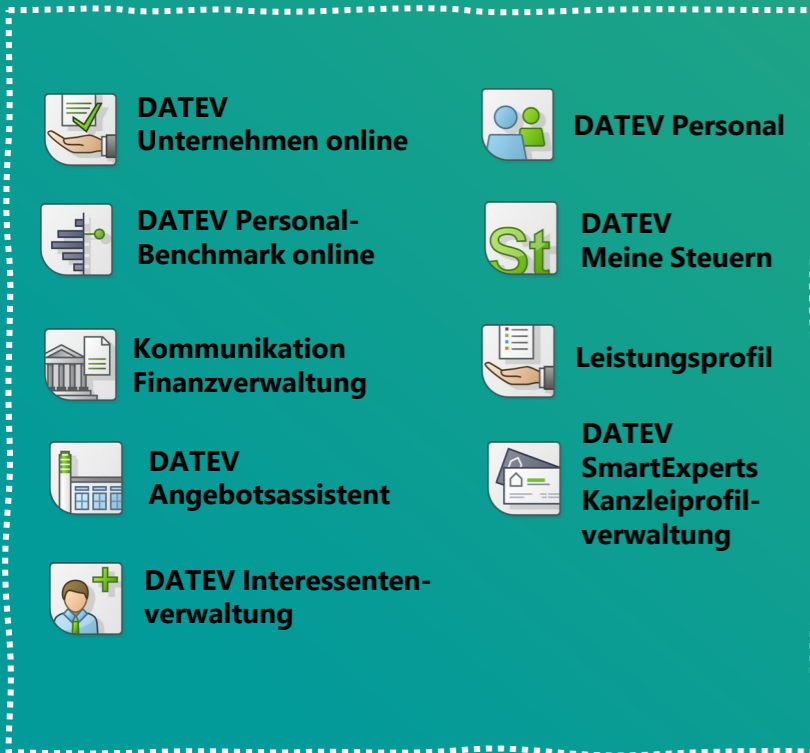 DATEV
Unternehmen online
DATEV Personal
DATEV Personal-
Benchmark online
St
DATEV
Meine Steuern
Kommunikation
Finanzverwaltung
Leistungsprofil
DATEV
Angebotsassistent
DATEV
SmartExperts
Kanzleiprofil-
verwaltung
DATEV Interessenten-
verwaltung